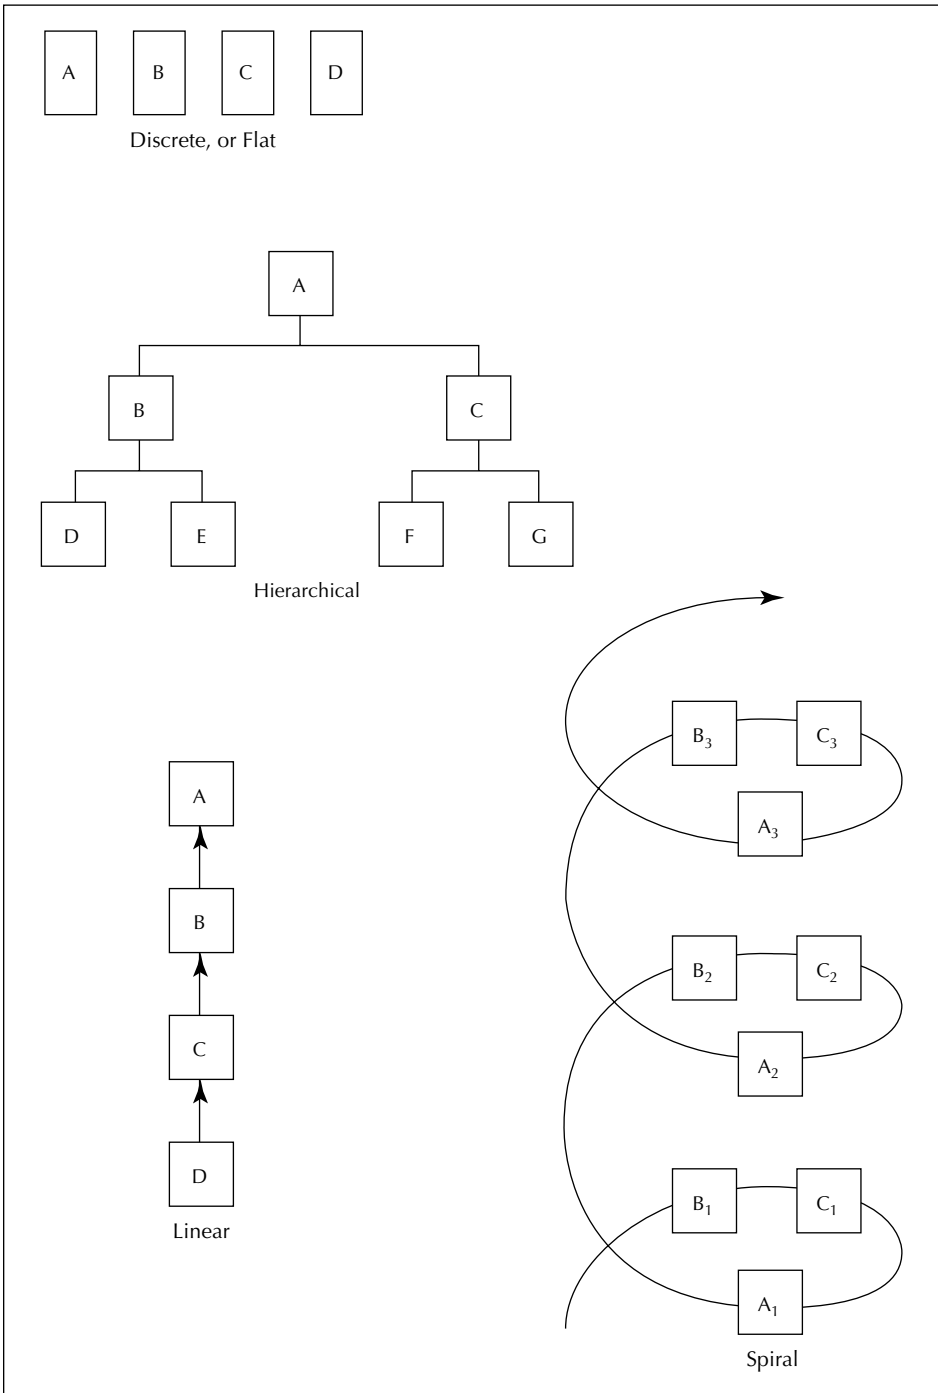 A B C D
Discrete, or Flat
A
B C
D E F G
Hierarchical
A
B
C
D
Linear
B₃ C₃
A₃
B₂ C₂
A₂
B₁ C₁
A₁
Spiral